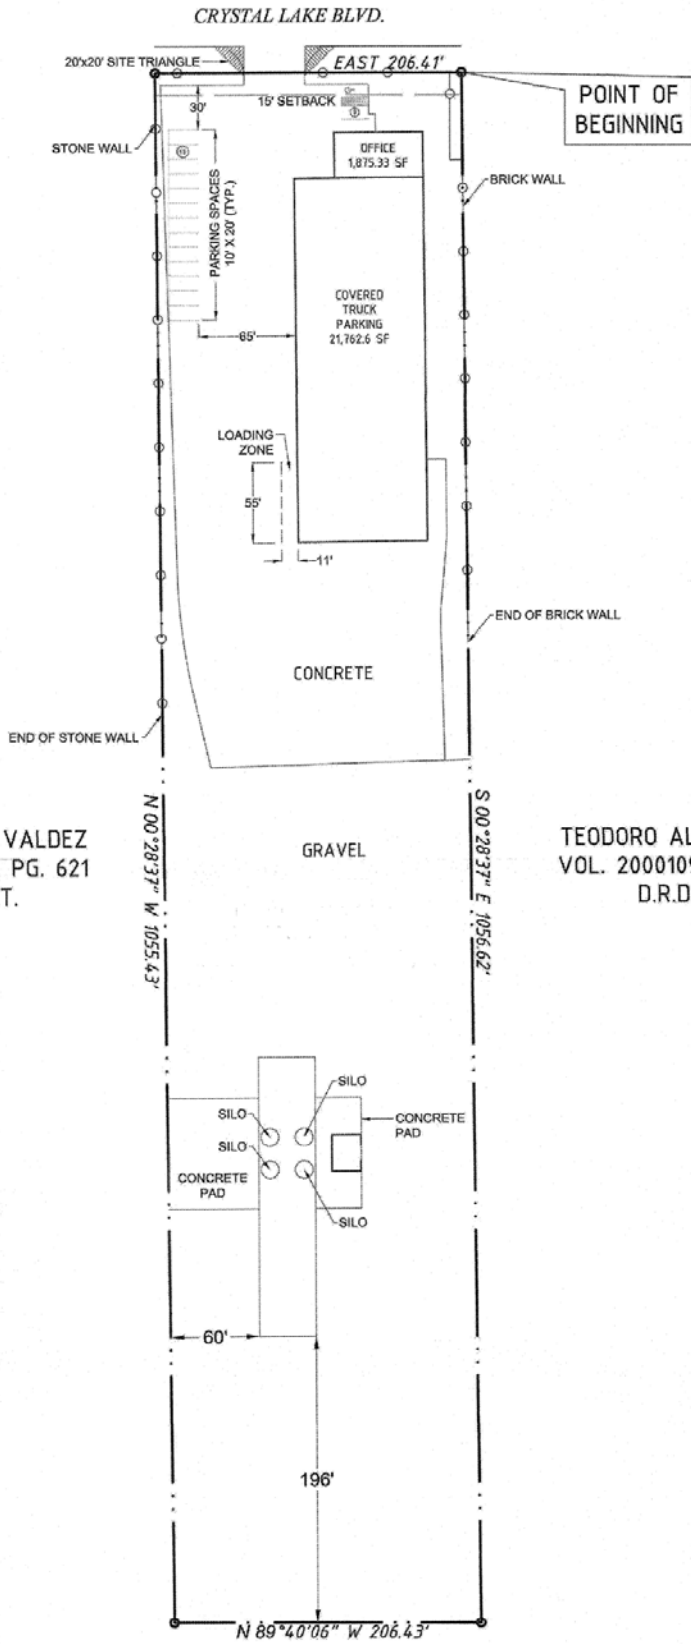 CRYSTAL LAKE BLVD.
20'x20' SITE TRIANGLE
EAST 206.41'
POINT OF
BEGINNING
30'
15' SETBACK
STONE WALL
OFFICE
1,875.33 SF
BRICK WALL
PARKING SPACES
10' X 20' (TYP.)
COVERED
TRUCK
PARKING
21,762.6 SF
65'
LOADING
ZONE
55'
11'
END OF BRICK WALL
CONCRETE
END OF STONE WALL
N 00°28'37" W 1055.43'
S 00°28'37" E 1056.62'
VALDEZ
PG. 621
T.
GRAVEL
TEODORO AL
VOL. 200010
D.R.D
SILO
SILO
CONCRETE
PAD
SILO
CONCRETE
PAD
SILO
60'
196'
N 89°40'06" W 206.43'